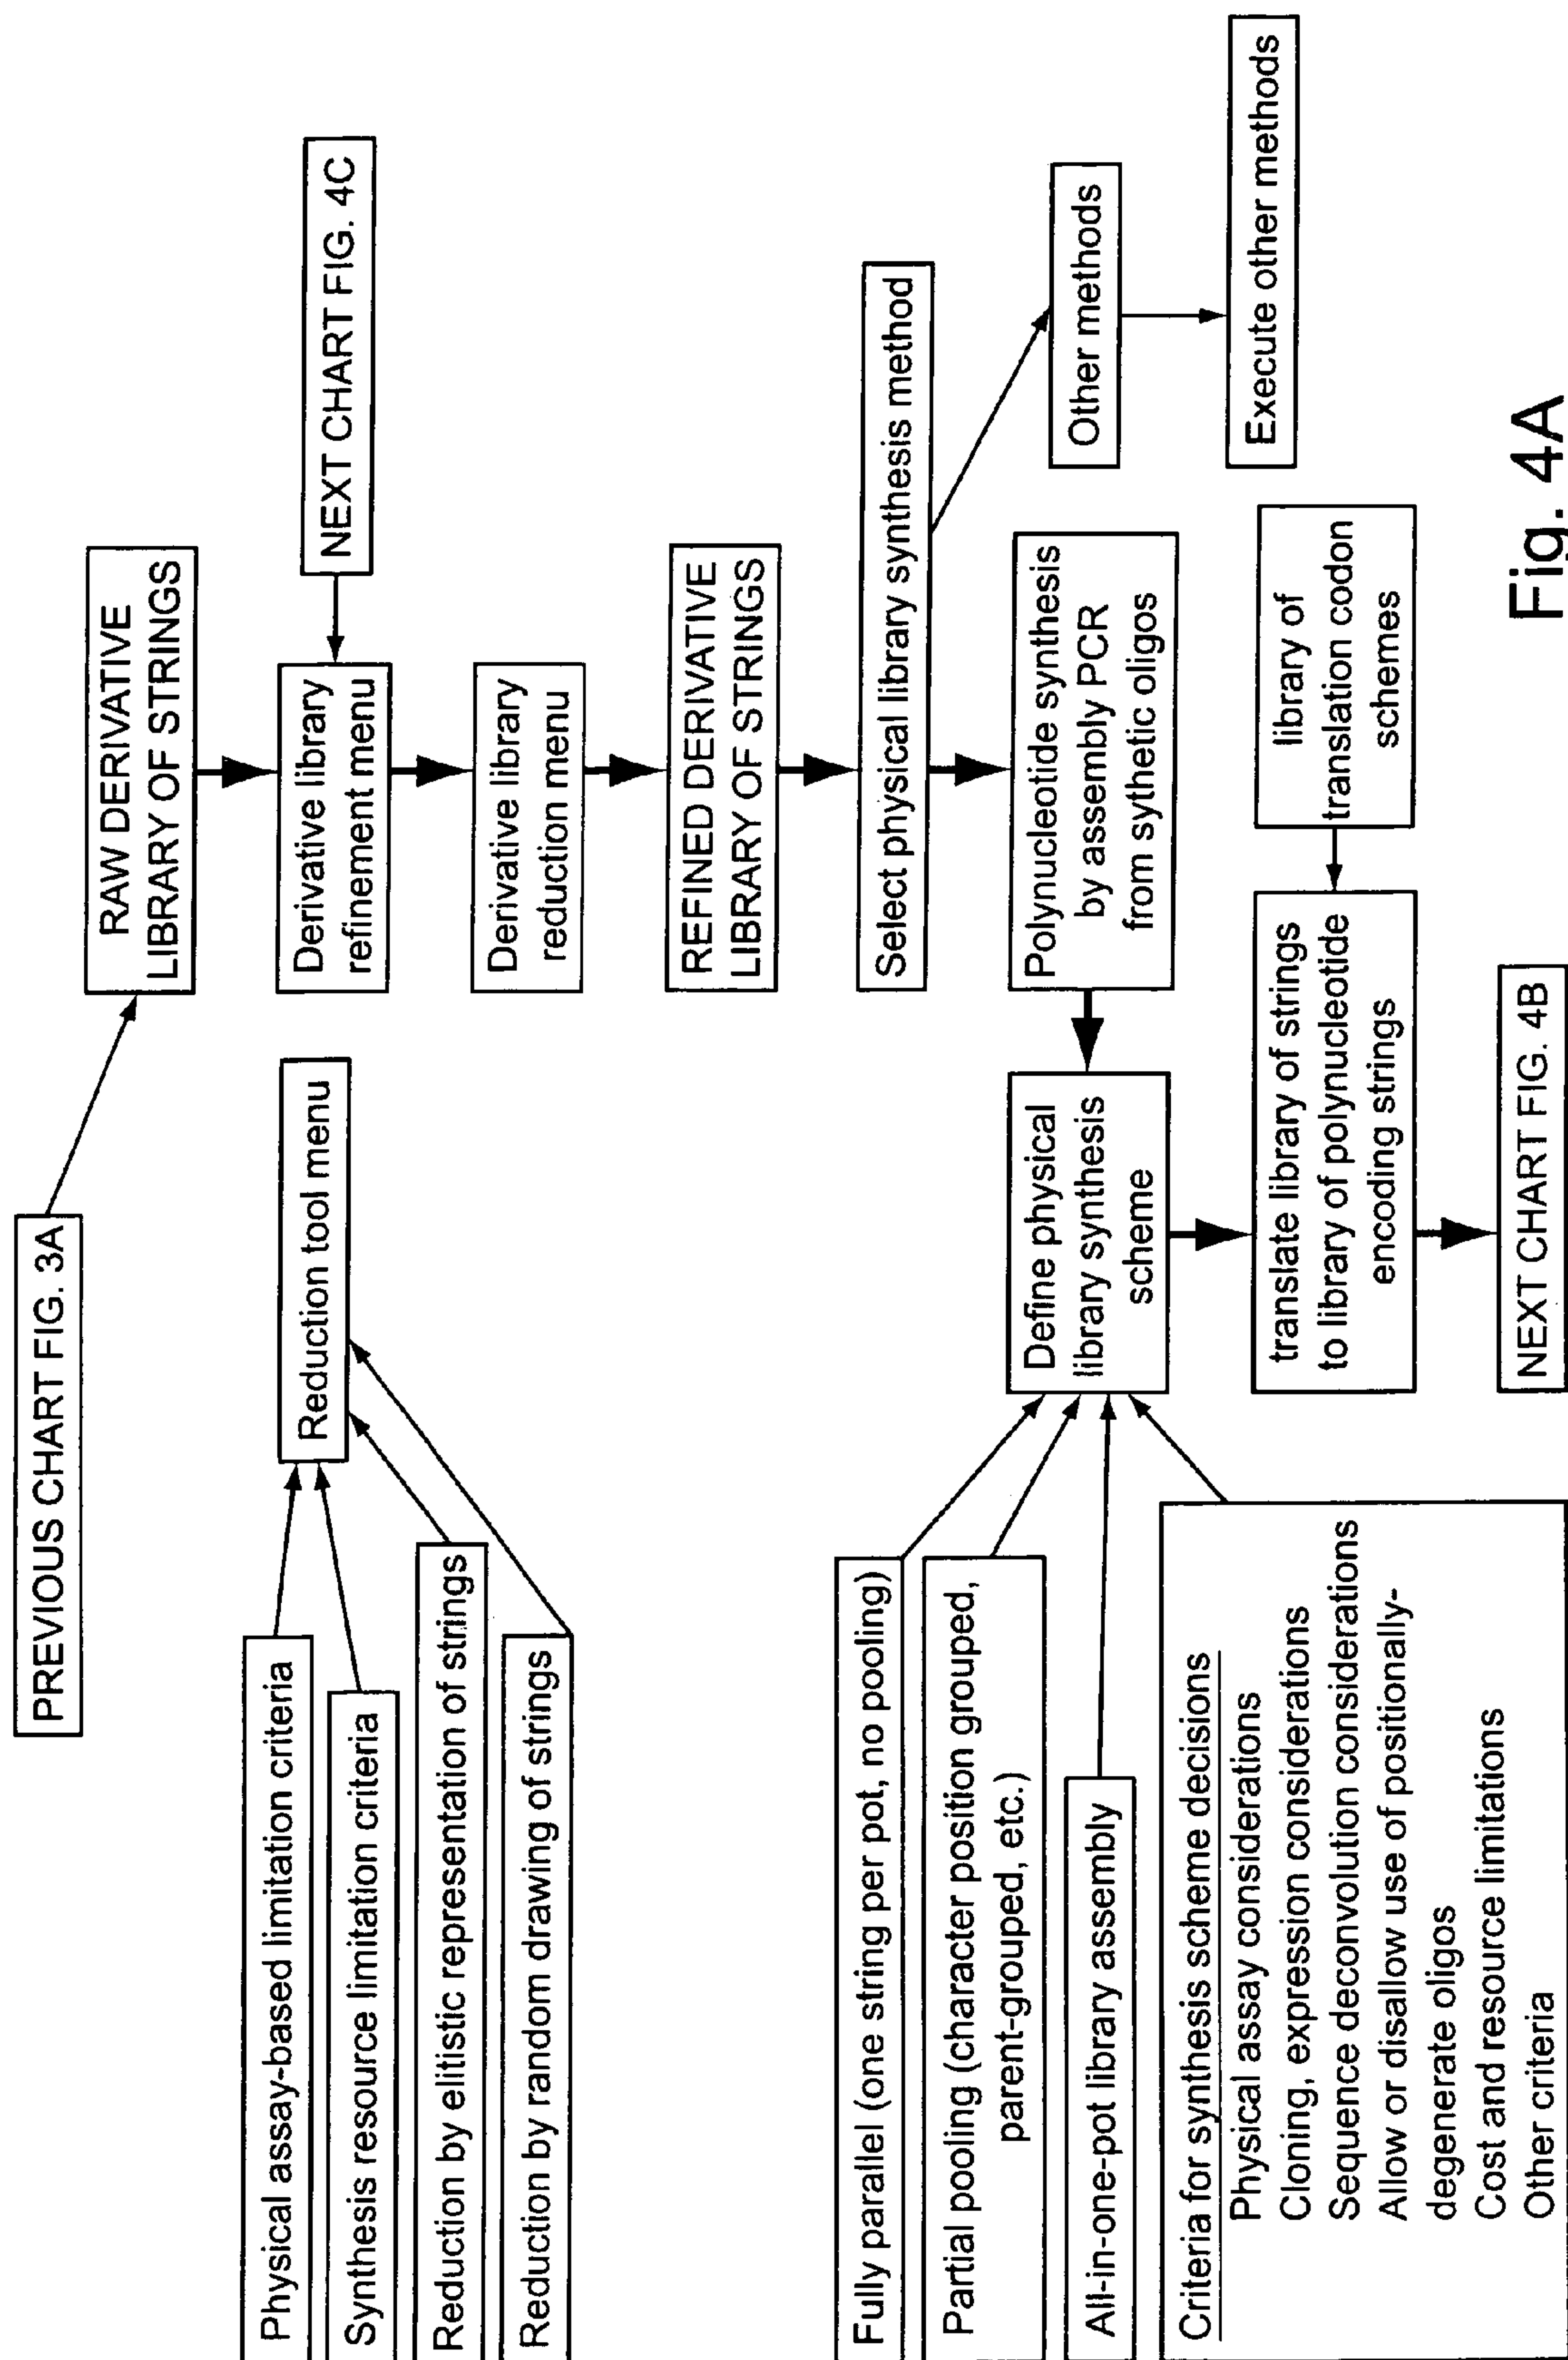 PREVIOUS CHART FIG. 3A
RAW DERIVATIVE
LIBRARY OF STRINGS
Physical assay-based limitation criteria
Synthesis resource limitation criteria
Reduction by elitistic representation of strings
Reduction by random drawing of strings
Reduction tool menu
Derivative library
refinement menu
NEXT CHART FIG. 4C
Derivative library
reduction menu
REFINED DERIVATIVE
LIBRARY OF STRINGS
Select physical library synthesis method
Fully parallel (one string per pot, no pooling)
Partial pooling (character position grouped,
parent-grouped, etc.)
All-in-one-pot library assembly
Criteria for synthesis scheme decisions
Physical assay considerations
Cloning, expression considerations
Sequence deconvolution considerations
Allow or disallow use of positionally-
degenerate oligos
Cost and resource limitations
Other criteria
Define physical
library synthesis
scheme
Polynucleotide synthesis
by assembly PCR
from sythetic oligos
Other methods
Execute other methods
translate library of strings
to library of polynucleotide
encoding strings
library of
translation codon
schemes
NEXT CHART FIG. 4B
Fig. 4A